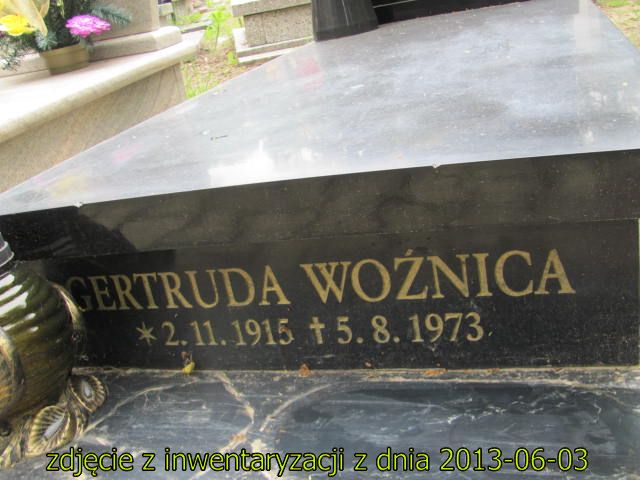 GERTRUDA WOŹNICA
* 2.11.1915 † 5.8.1973
zdjęcie z inwentaryzacji z dnia 2013-06-03